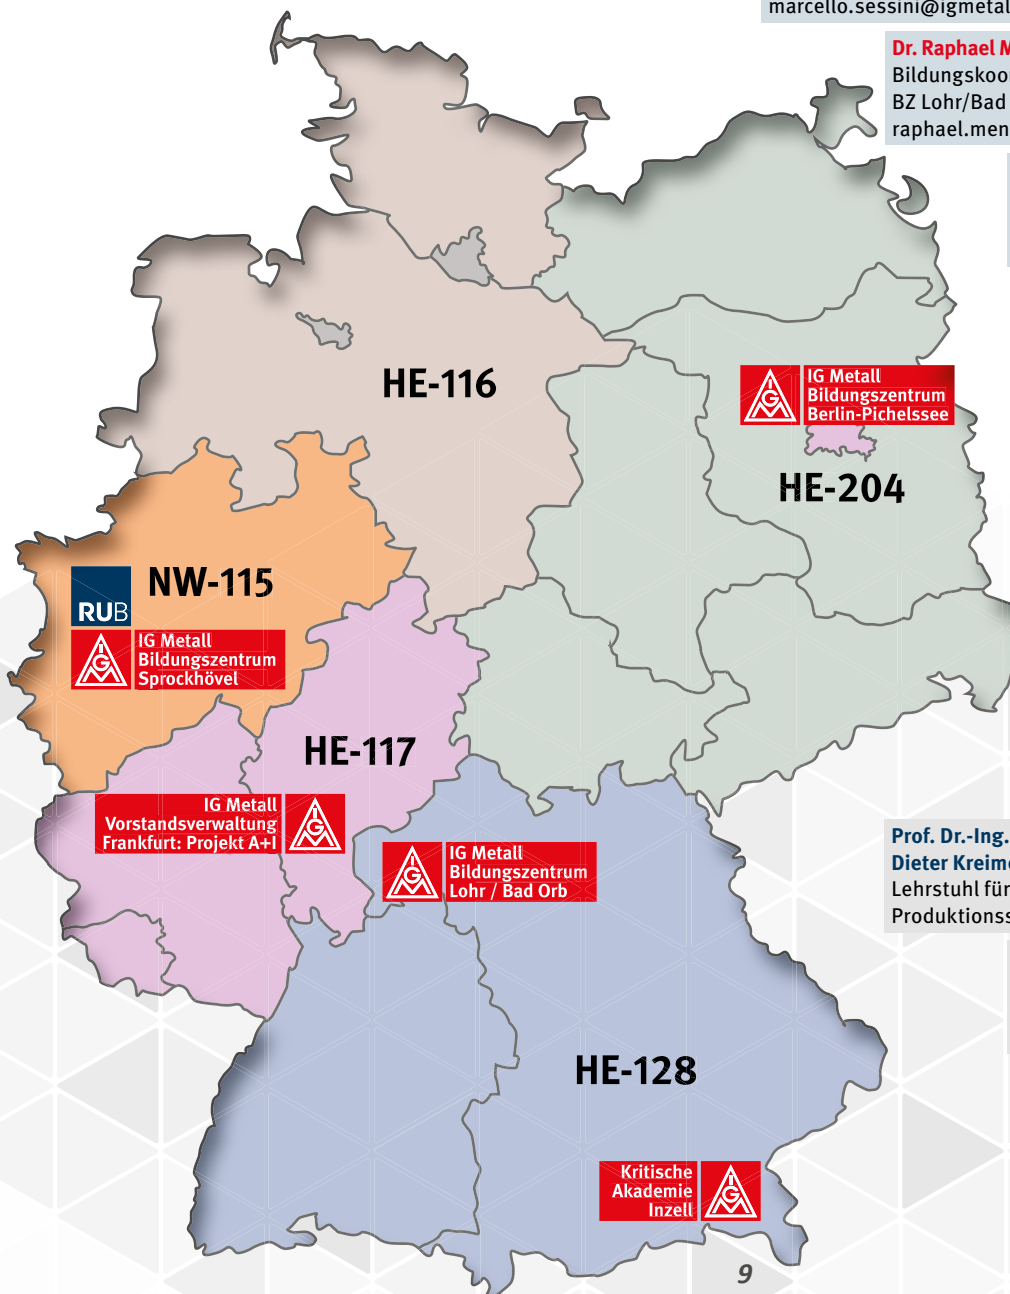 marcello.sessini@igmetal
Dr. Raphael M
Bildungskoo
BZ Lohr/Bad
raphael.men
HE-116
IG Metall
Bildungszentrum
Berlin-Pichelssee
HE-204
NW-115
RUB
IG Metall
Bildungszentrum
Sprockhövel
HE-117
IG Metall
Vorstandsverwaltung
Frankfurt: Projekt A+I
IG Metall
Bildungszentrum
Lohr / Bad Orb
Prof. Dr.-Ing.
Dieter Kreime
Lehrstuhl für
Produktionss
HE-128
Kritische
Akademie
Inzell
9